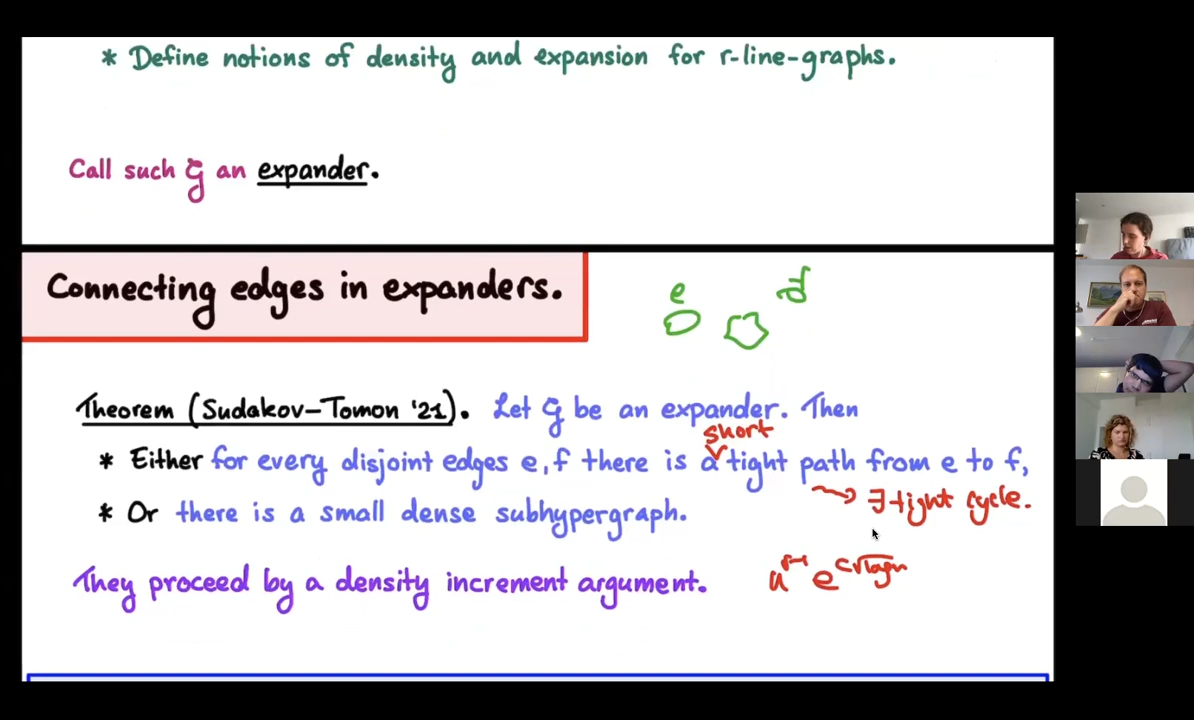 * Define notions of density and expansion for r-line-graphs.
Call such G an expander.
Connecting edges in expanders.
e f
Theorem (Sudakov-Tomon '21). Let G be an expander. Then
short
* Either for every disjoint edges e, f there is a tight path from e to f,
→ ∃ tight cycle.
* Or there is a small dense subhypergraph.
They proceed by a density increment argument.
n^{r-1} e^{c√log n}